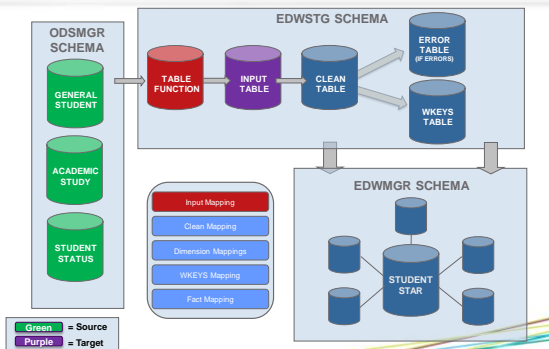 ODSMGR
SCHEMA
GENERAL
STUDENT
ACADEMIC
STUDY
STUDENT
STATUS
EDWSTG SCHEMA
TABLE
FUNCTION
INPUT
TABLE
CLEAN
TABLE
ERROR
TABLE
(IF ERRORS)
WKEYS
TABLE
Input Mapping
Clean Mapping
Dimension Mappings
WKEYS Mapping
Fact Mapping
EDWMGR SCHEMA
STUDENT
STAR
Green = Source
Purple = Target